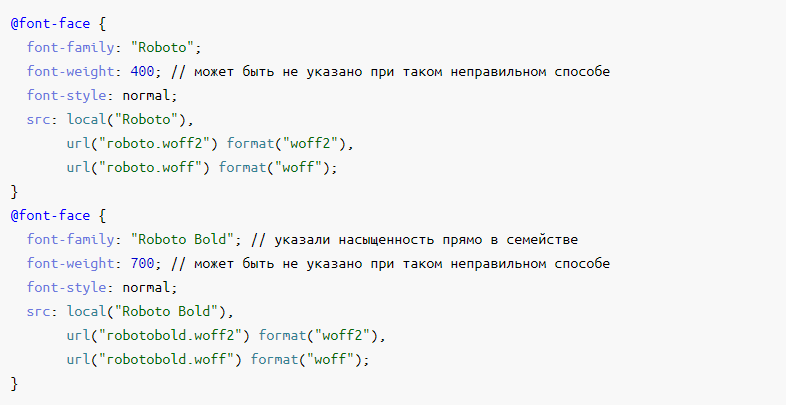 @font-face {
  font-family: "Roboto";
  font-weight: 400; // может быть не указано при таком неправильном способе
  font-style: normal;
  src: local("Roboto"),
       url("roboto.woff2") format("woff2"),
       url("roboto.woff") format("woff");
}
@font-face {
  font-family: "Roboto Bold"; // указали насыщенность прямо в семействе
  font-weight: 700; // может быть не указано при таком неправильном способе
  font-style: normal;
  src: local("Roboto Bold"),
       url("robotobold.woff2") format("woff2"),
       url("robotobold.woff") format("woff");
}